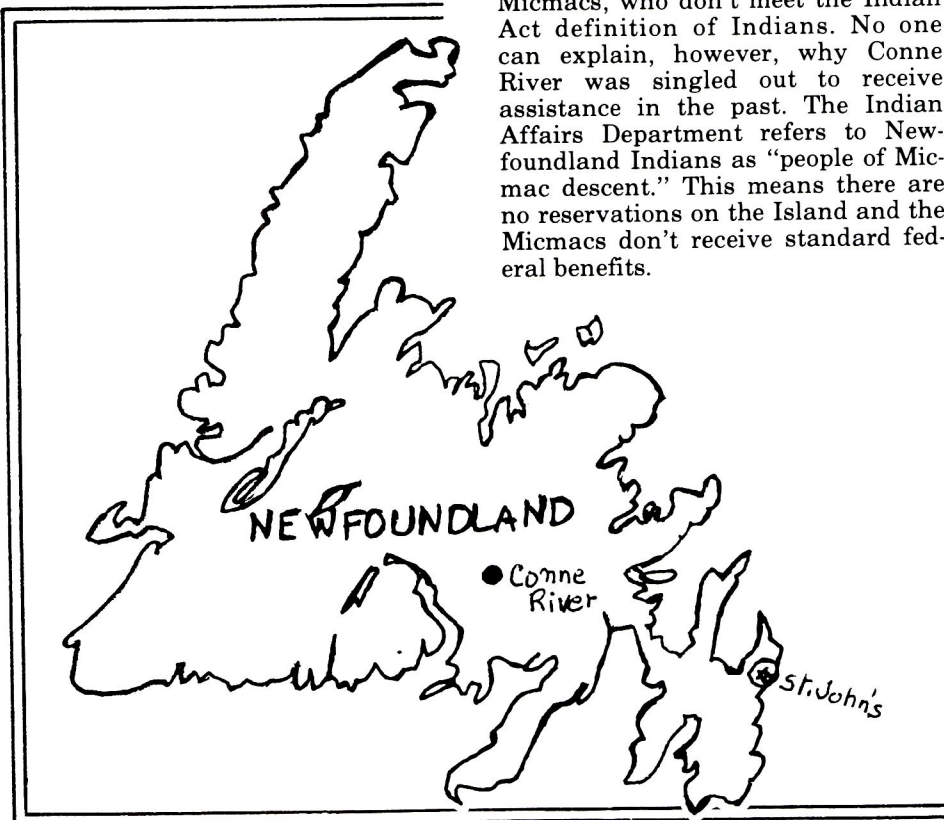 Micmacs, who don't meet the Indian
Act definition of Indians. No one
can explain, however, why Conne
River was singled out to receive
assistance in the past. The Indian
Affairs Department refers to New-
foundland Indians as "people of Mic-
mac descent." This means there are
no reservations on the Island and the
Micmacs don't receive standard fed-
eral benefits.
NEWFOUNDLAND
Conne
River
St. John's